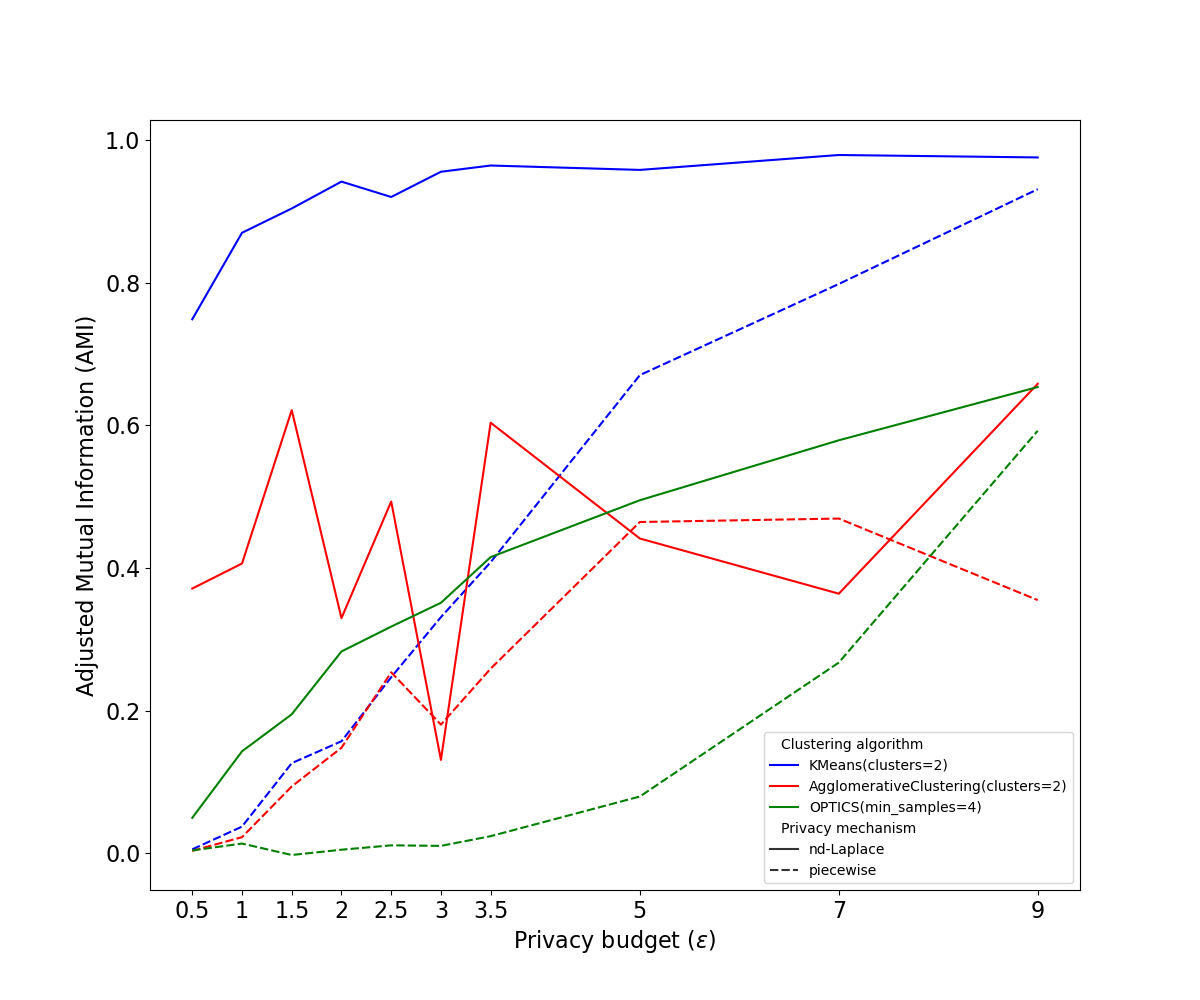 1.0
0.8
0.6
0.4
0.2
0.0
Adjusted Mutual Information (AMI)
0.5 1 1.5 2 2.5 3 3.5 5 7 9
Privacy budget (ε)
Clustering algorithm
KMeans(clusters=2)
AgglomerativeClustering(clusters=2)
OPTICS(min_samples=4)
Privacy mechanism
nd-Laplace
piecewise